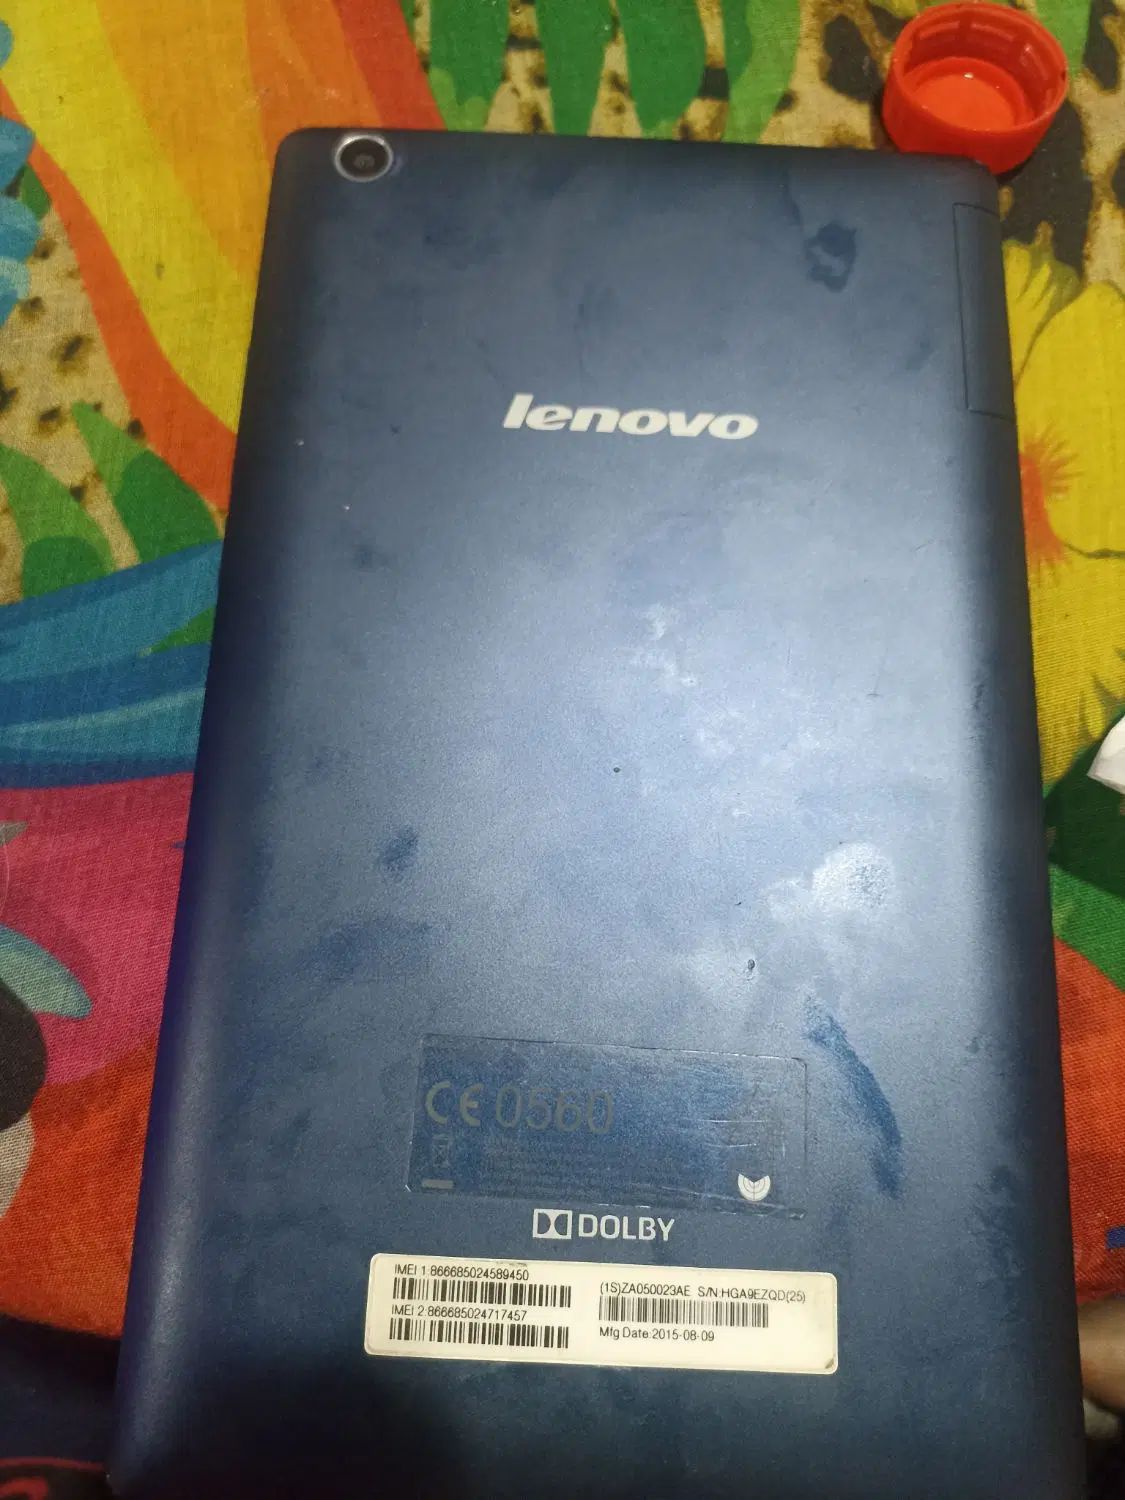 lenovo
CE 0560
DOLBY
IMEI 1:866685024589450
IMEI 2:866685024717457
(1S)ZA050023AE S/N:HGA9EZQD(25)
Mfg Date:2015-08-09